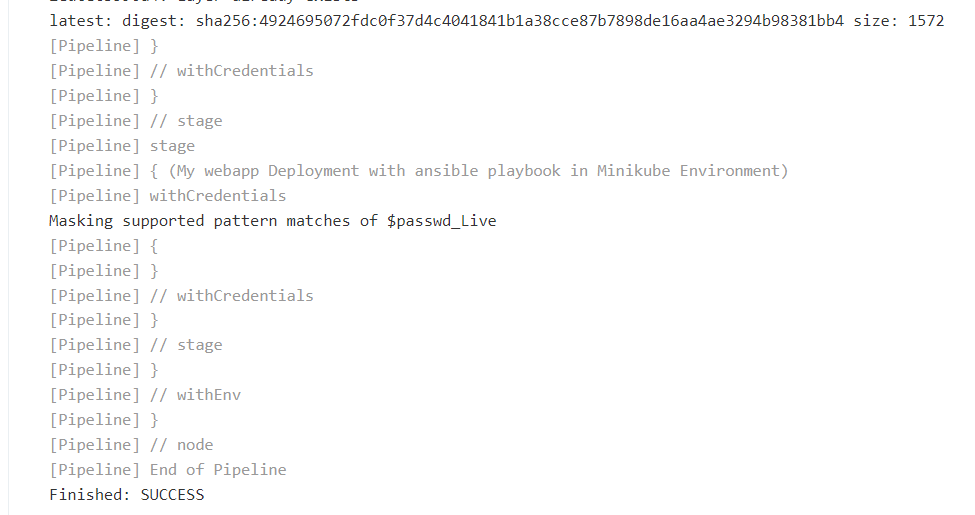 latest: digest: sha256:4924695072fdc0f37d4c4041841b1a38cce87b7898de16aa4ae3294b98381bb4 size: 1572
[Pipeline] }
[Pipeline] // withCredentials
[Pipeline] }
[Pipeline] // stage
[Pipeline] stage
[Pipeline] { (My webapp Deployment with ansible playbook in Minikube Environment)
[Pipeline] withCredentials
Masking supported pattern matches of $passwd_Live
[Pipeline] {
[Pipeline] }
[Pipeline] // withCredentials
[Pipeline] }
[Pipeline] // stage
[Pipeline] }
[Pipeline] // withEnv
[Pipeline] }
[Pipeline] // node
[Pipeline] End of Pipeline
Finished: SUCCESS